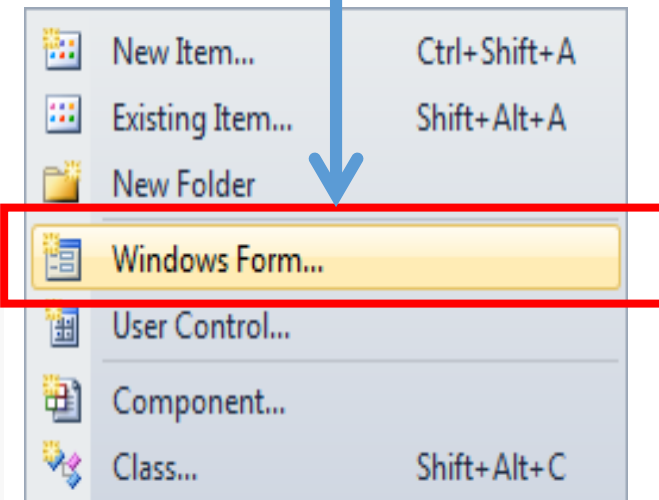 New Item... Ctrl+Shift+A
Existing Item... Shift+Alt+A
New Folder
Windows Form...
User Control...
Component...
Class... Shift+Alt+C